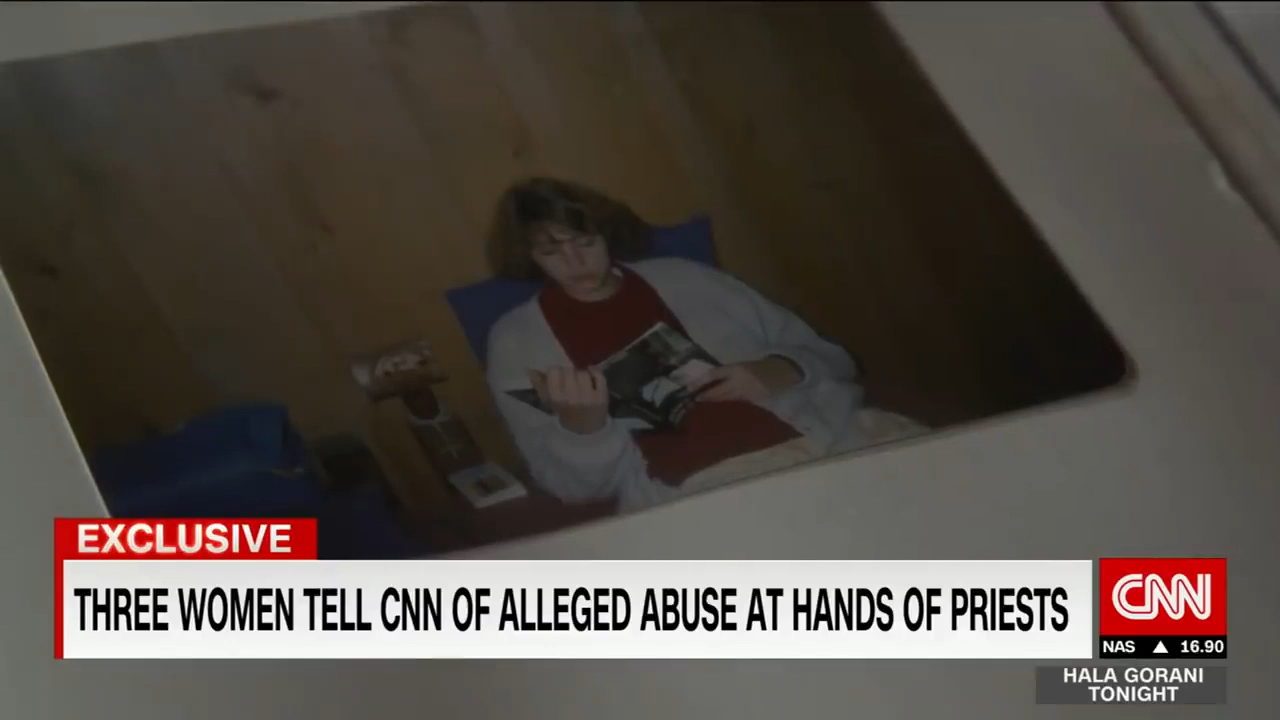 EXCLUSIVE
THREE WOMEN TELL CNN OF ALLEGED ABUSE AT HANDS OF PRIESTS
CNN
NAS ▲ 16.90
HALA GORANI
TONIGHT